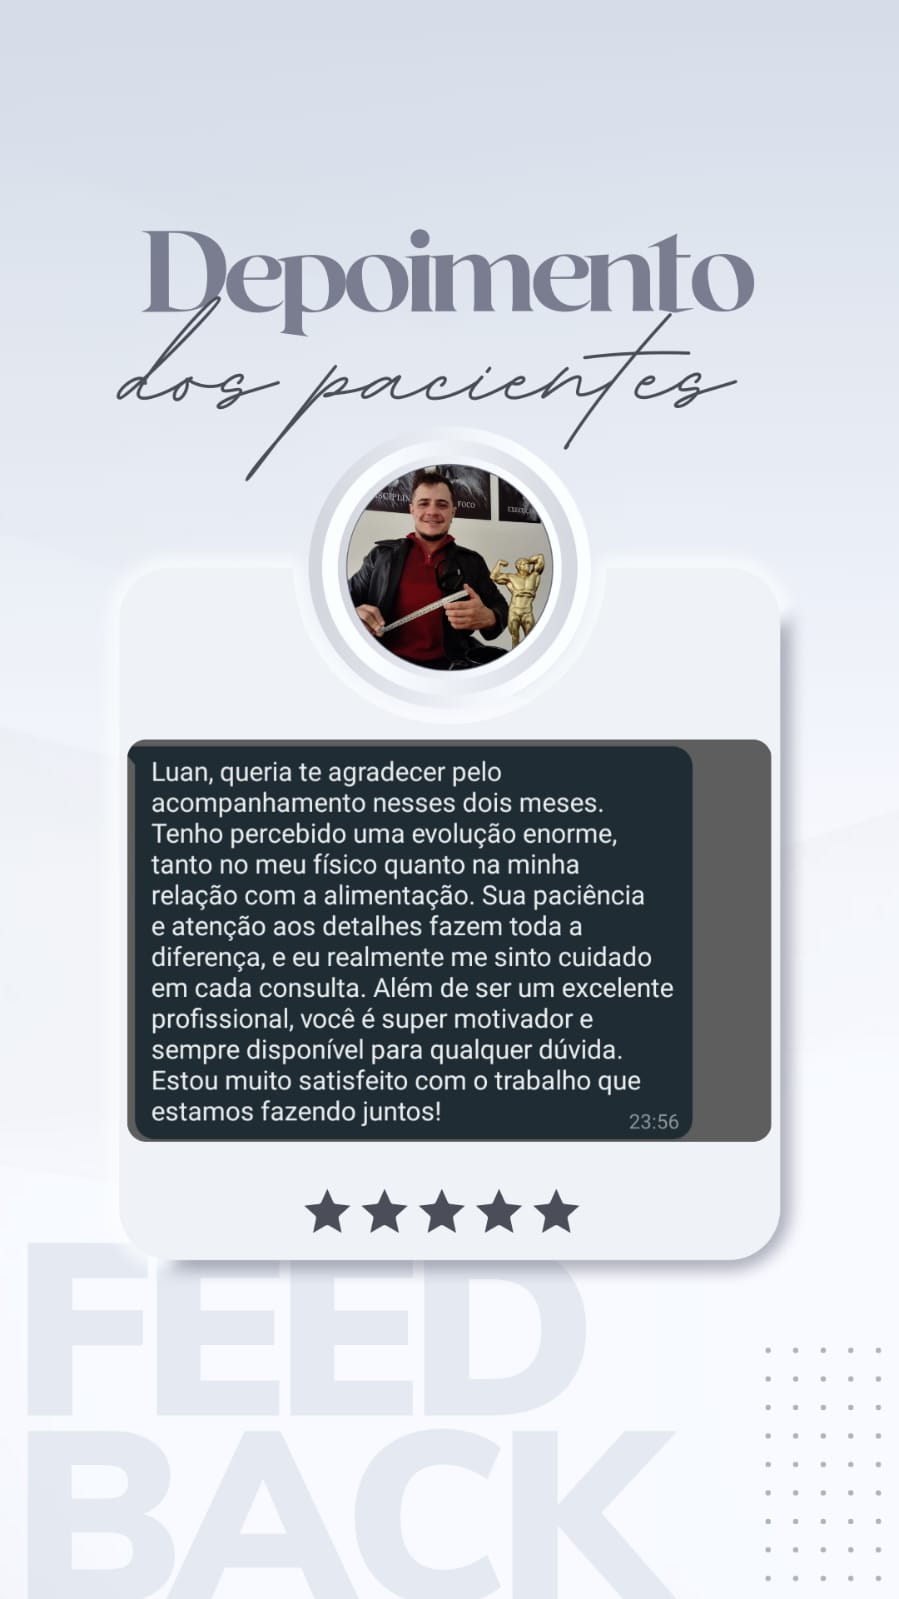 Depoimento
dos pacientes
FOCO
Luan, queria te agradecer pelo
acompanhamento nesses dois meses.
Tenho percebido uma evolução enorme,
tanto no meu físico quanto na minha
relação com a alimentação. Sua paciência
e atenção aos detalhes fazem toda a
diferença, e eu realmente me sinto cuidado
em cada consulta. Além de ser um excelente
profissional, você é super motivador e
sempre disponível para qualquer dúvida.
Estou muito satisfeito com o trabalho que
estamos fazendo juntos!
23:56
FEED
BACK